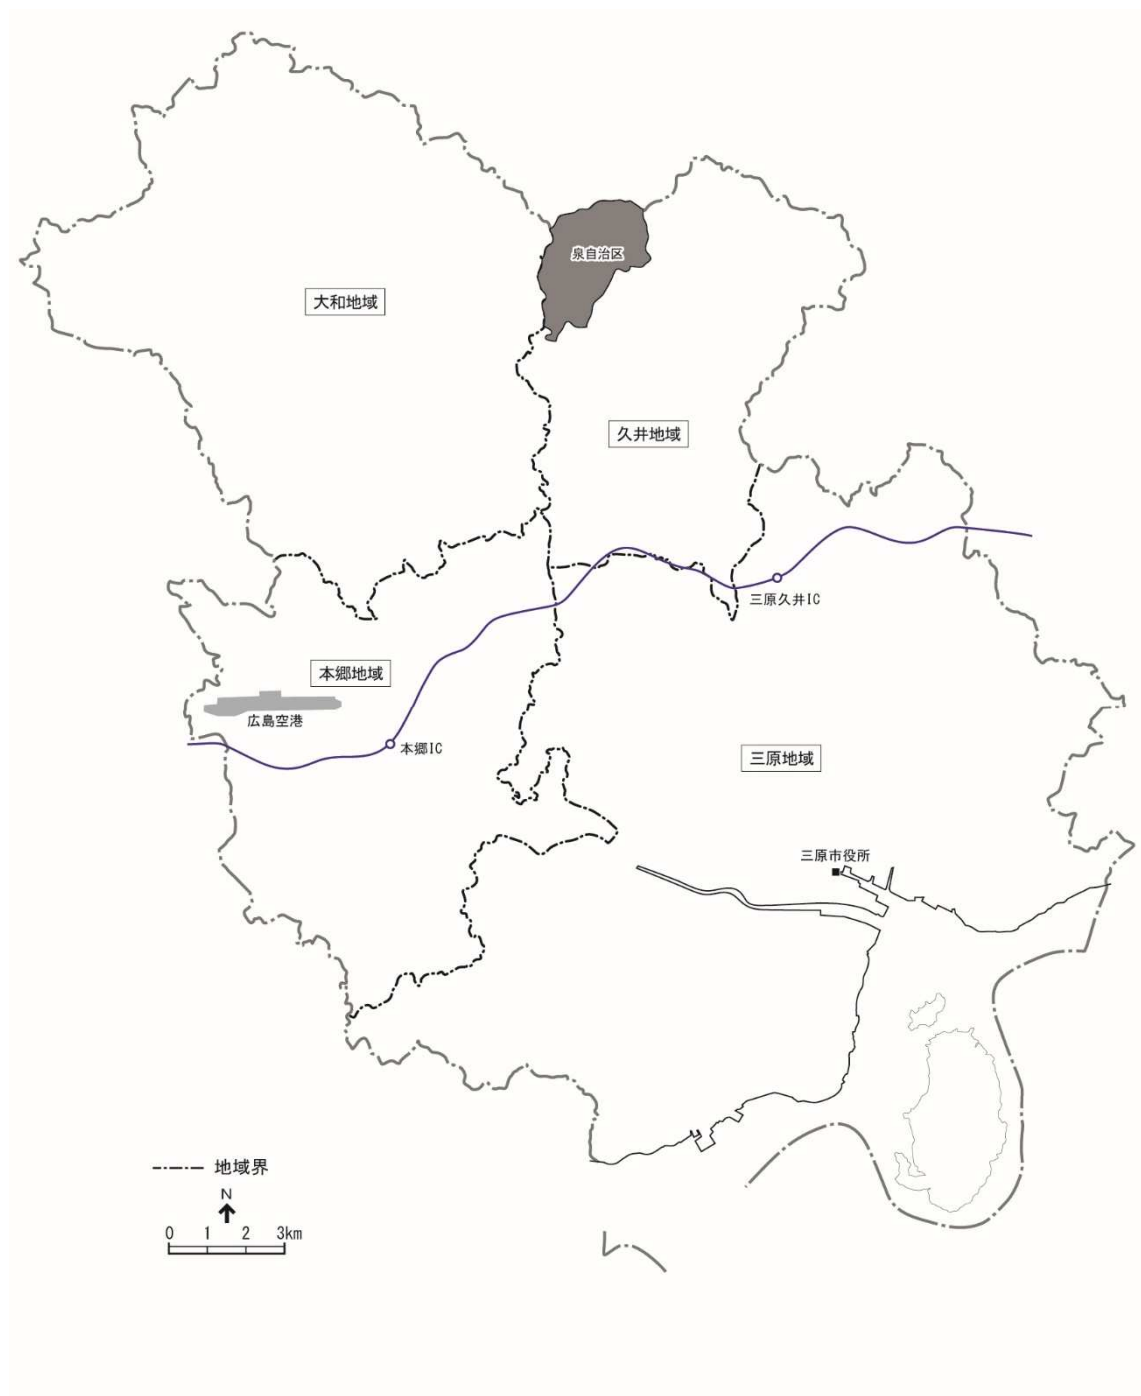 泉自治区
大和地域
久井地域
三原久井IC
本郷地域
広島空港
本郷IC
三原地域
三原市役所
地域界
N
0 1 2 3km